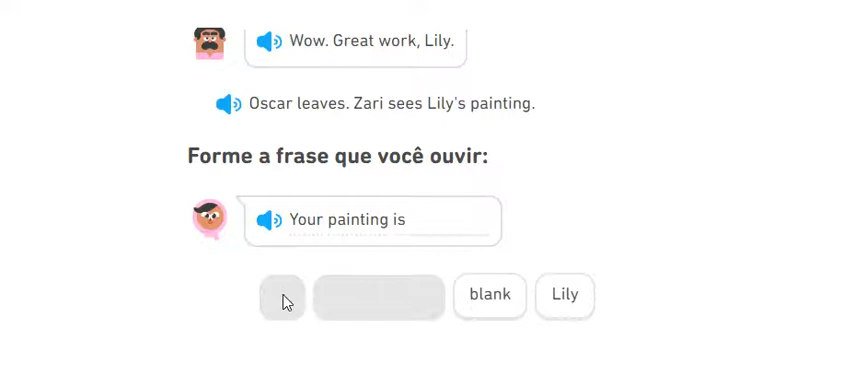 Wow. Great work, Lily.
Oscar leaves. Zari sees Lily's painting.
Forme a frase que você ouvir:
Your painting is
blank Lily